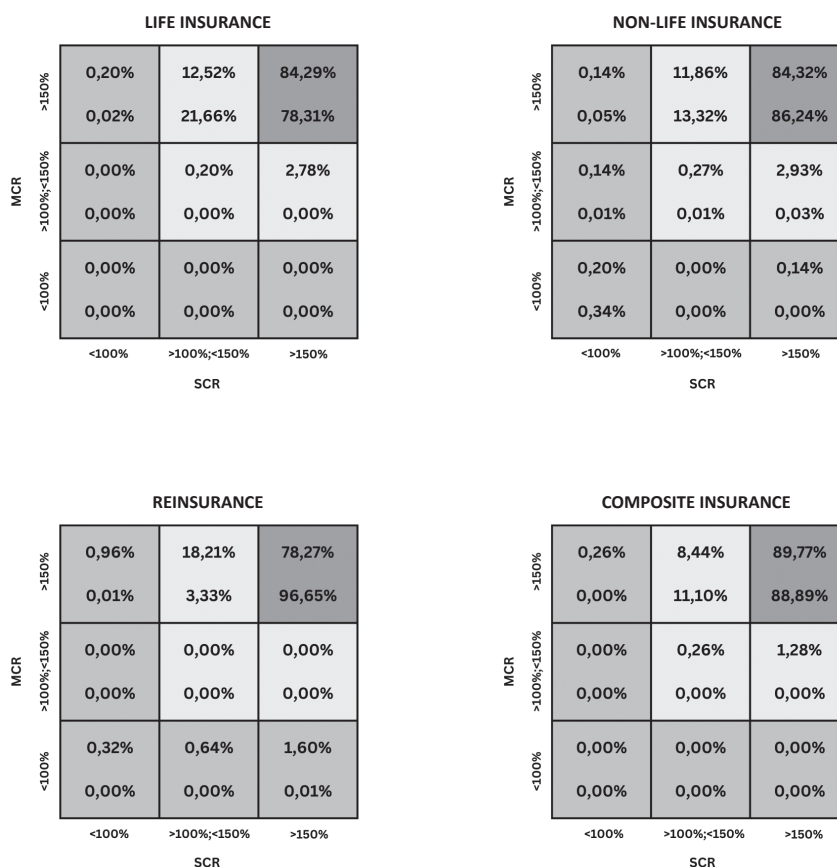 LIFE INSURANCE
MCR
>150%
0,20% 12,52% 84,29%
0,02% 21,66% 78,31%
>100%;<150%
0,00% 0,20% 2,78%
0,00% 0,00% 0,00%
<100%
0,00% 0,00% 0,00%
0,00% 0,00% 0,00%
<100% >100%;<150% >150%
SCR
NON-LIFE INSURANCE
MCR
>150%
0,14% 11,86% 84,32%
0,05% 13,32% 86,24%
>100%;<150%
0,14% 0,27% 2,93%
0,01% 0,01% 0,03%
<100%
0,20% 0,00% 0,14%
0,34% 0,00% 0,00%
<100% >100%;<150% >150%
SCR
REINSURANCE
MCR
>150%
0,96% 18,21% 78,27%
0,01% 3,33% 96,65%
>100%;<150%
0,00% 0,00% 0,00%
0,00% 0,00% 0,00%
<100%
0,32% 0,64% 1,60%
0,00% 0,00% 0,01%
<100% >100%;<150% >150%
SCR
COMPOSITE INSURANCE
MCR
>150%
0,26% 8,44% 89,77%
0,00% 11,10% 88,89%
>100%;<150%
0,00% 0,26% 1,28%
0,00% 0,00% 0,00%
<100%
0,00% 0,00% 0,00%
0,00% 0,00% 0,00%
<100% >100%;<150% >150%
SCR